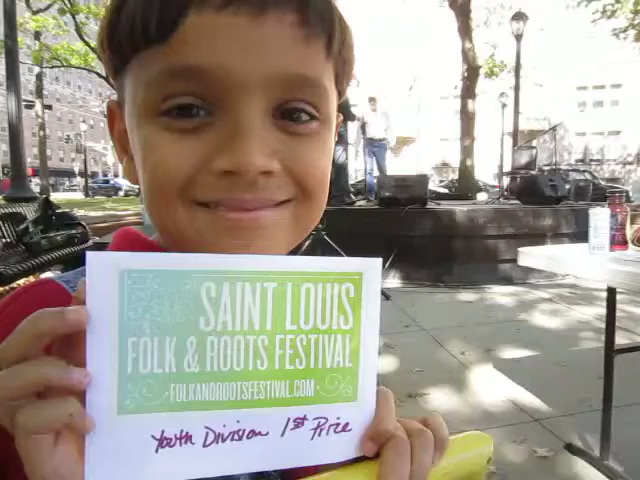 SAINT LOUIS
FOLK & ROOTS FESTIVAL
FOLKANDROOTSFESTIVAL.COM
Youth Division 1st Prize